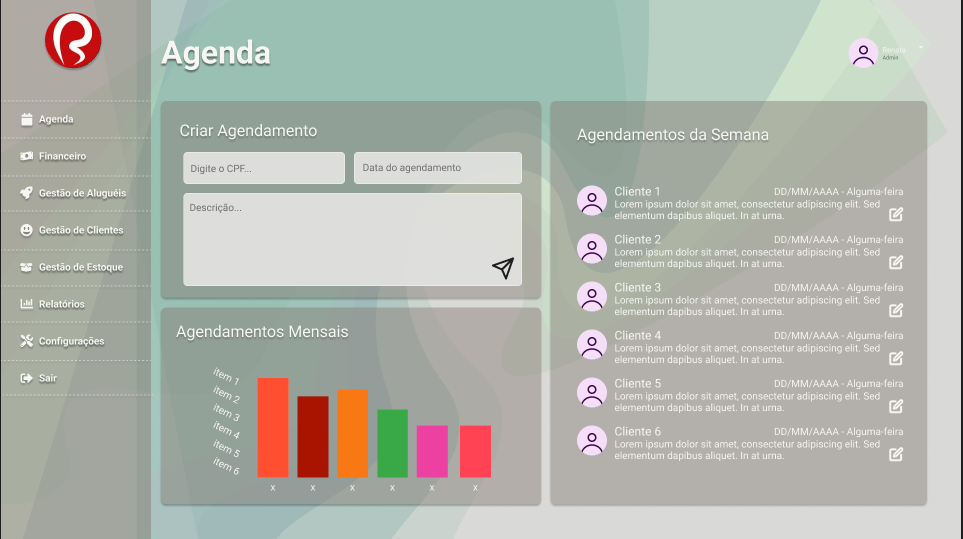 Agenda
Renata
Admin
Agenda
Financeiro
Gestão de Aluguéis
Gestão de Clientes
Gestão de Estoque
Relatórios
Configurações
Sair
Criar Agendamento
Digite o CPF...
Data do agendamento
Descrição...
Agendamentos Mensais
item 1
item 2
item 3
item 4
item 5
item 6
x x x x x x
Agendamentos da Semana
Cliente 1 DD/MM/AAAA - Alguma-feira
Lorem ipsum dolor sit amet, consectetur adipiscing elit. Sed
elementum dapibus aliquet. In at urna.
Cliente 2 DD/MM/AAAA - Alguma-feira
Lorem ipsum dolor sit amet, consectetur adipiscing elit. Sed
elementum dapibus aliquet. In at urna.
Cliente 3 DD/MM/AAAA - Alguma-feira
Lorem ipsum dolor sit amet, consectetur adipiscing elit. Sed
elementum dapibus aliquet. In at urna.
Cliente 4 DD/MM/AAAA - Alguma-feira
Lorem ipsum dolor sit amet, consectetur adipiscing elit. Sed
elementum dapibus aliquet. In at urna.
Cliente 5 DD/MM/AAAA - Alguma-feira
Lorem ipsum dolor sit amet, consectetur adipiscing elit. Sed
elementum dapibus aliquet. In at urna.
Cliente 6 DD/MM/AAAA - Alguma-feira
Lorem ipsum dolor sit amet, consectetur adipiscing elit. Sed
elementum dapibus aliquet. In at urna.